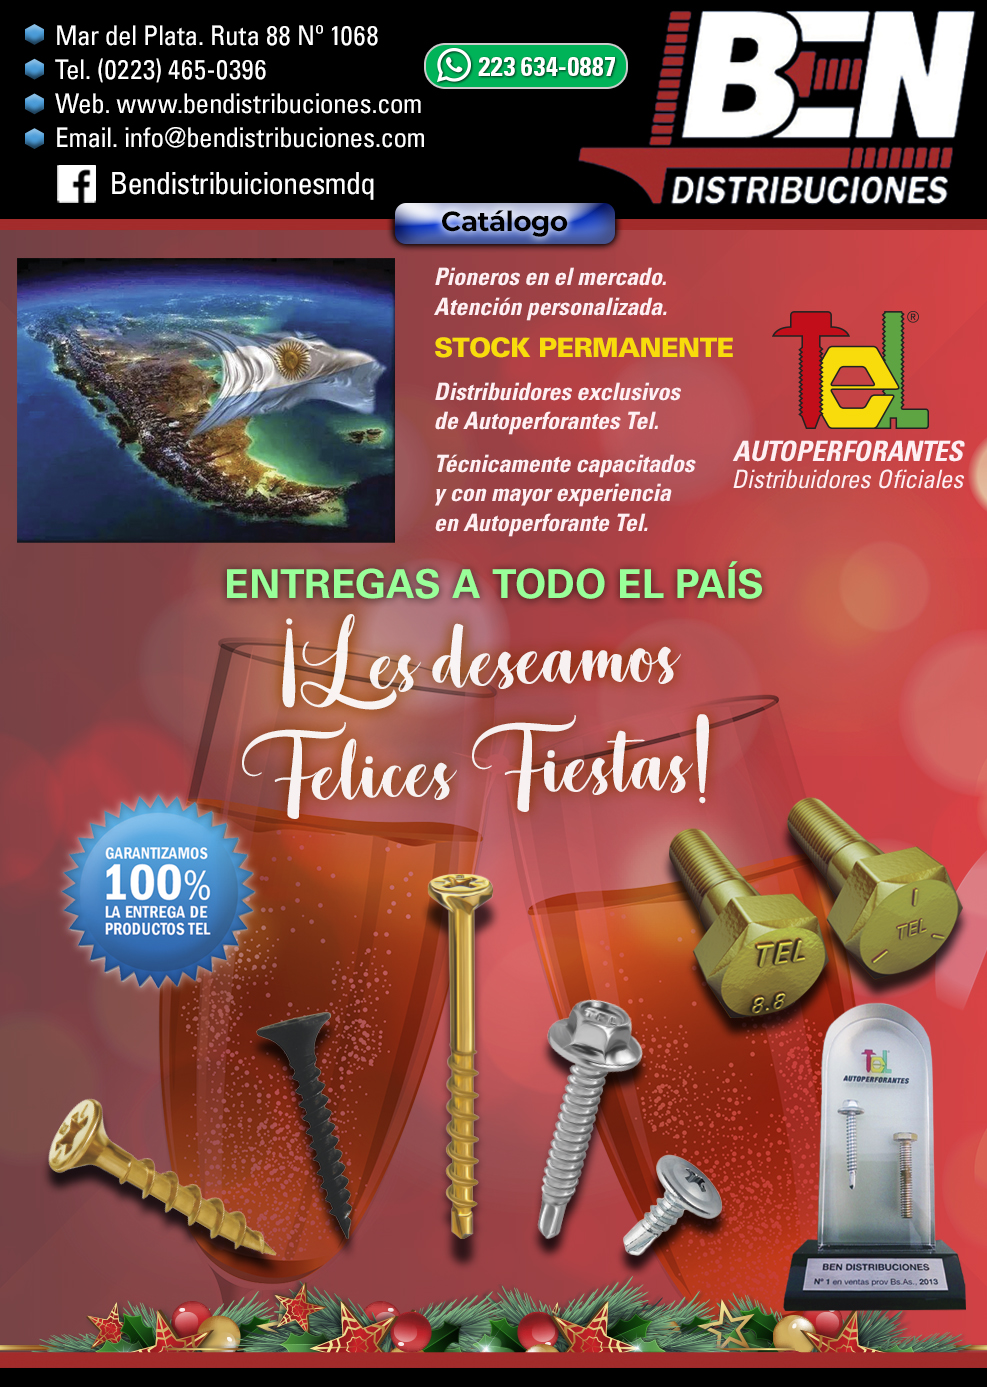 Mar del Plata. Ruta 88 Nº 1068
Tel. (0223) 465-0396
Web. www.bendistribuciones.com
Email. info@bendistribuciones.com
Bendistribuicionesmdq
223 634-0887
BEN
DISTRIBUCIONES
Catálogo
Pioneros en el mercado.
Atención personalizada.
STOCK PERMANENTE
Distribuidores exclusivos
de Autoperforantes Tel.
Técnicamente capacitados
y con mayor experiencia
en Autoperforante Tel.
TEL®
AUTOPERFORANTES
Distribuidores Oficiales
ENTREGAS A TODO EL PAÍS
¡Les deseamos
Felices Fiestas!
GARANTIZAMOS
100%
LA ENTREGA DE
PRODUCTOS TEL
TEL
8.8
TEL
TEL
TEL
AUTOPERFORANTES
BEN DISTRIBUCIONES
Nº 1 en ventas prov Bs.As., 2013